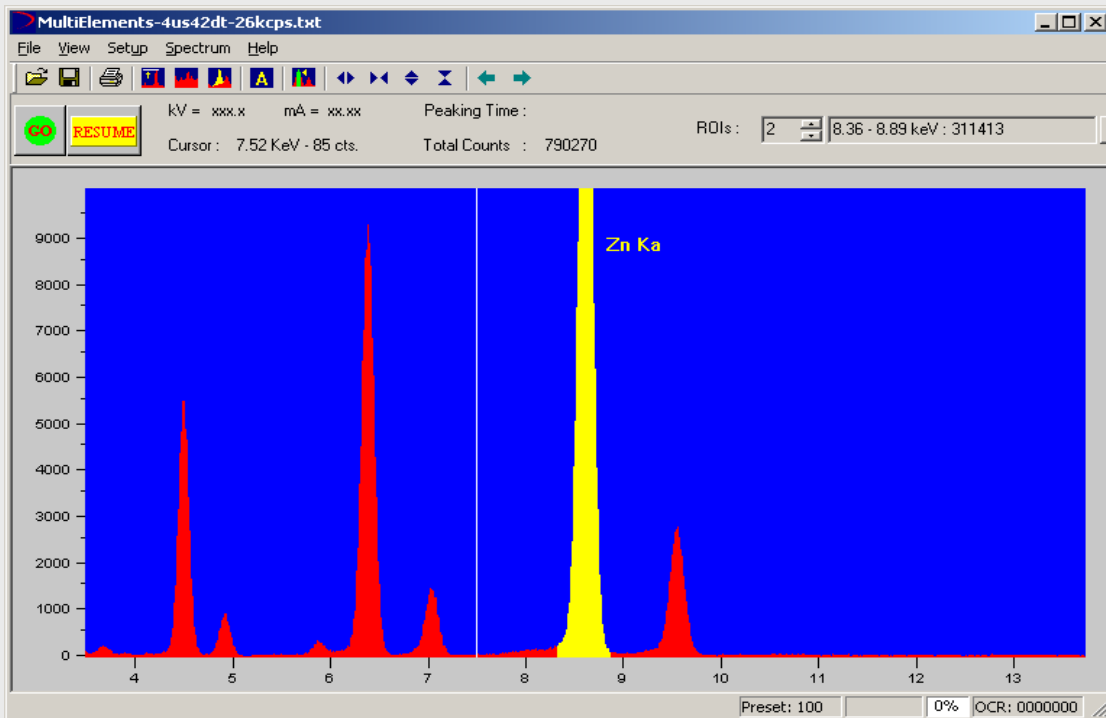 MultiElements-4us42dt-26kcps.txt
File View Setup Spectrum Help
A
GO RESUME
kV = xxx.x mA = xx.xx Peaking Time :
Cursor : 7.52 KeV - 85 cts. Total Counts : 790270
ROIs : 2 8.36 - 8.89 keV : 311413
Zn Ka
9000
8000
7000
6000
5000
4000
3000
2000
1000
0
4 5 6 7 8 9 10 11 12 13
Preset: 100 0% OCR: 0000000